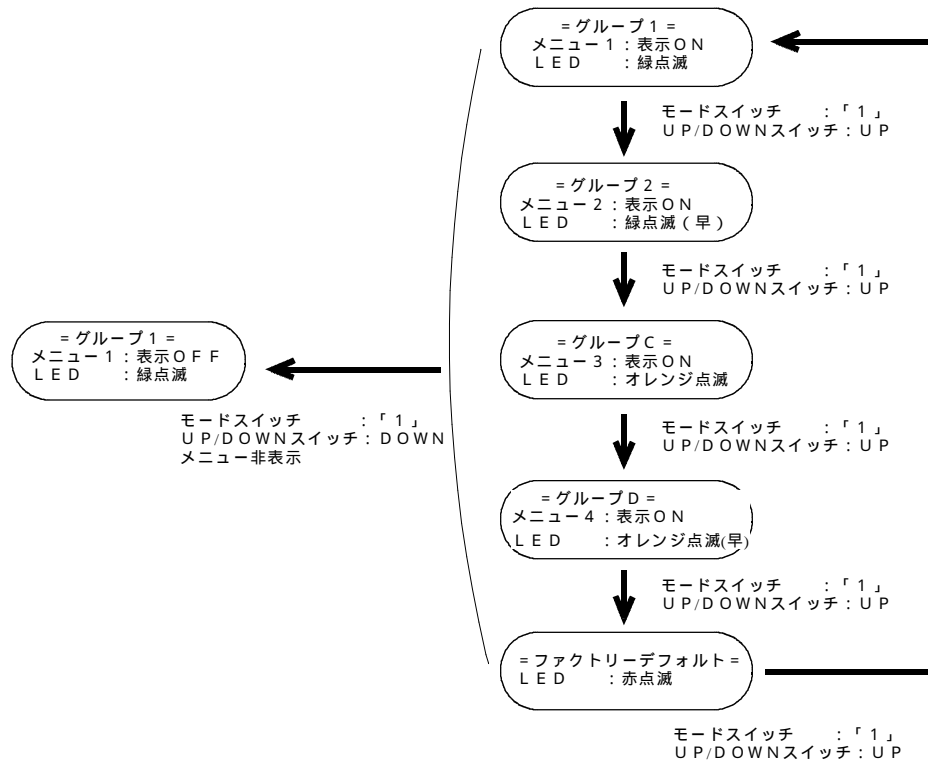 =グループ1=
メニュー1:表示ON
LED :緑点滅
モードスイッチ :「1」
UP/DOWNスイッチ:UP
=グループ2=
メニュー2:表示ON
LED :緑点滅(早)
モードスイッチ :「1」
UP/DOWNスイッチ:UP
=グループC=
メニュー3:表示ON
LED :オレンジ点滅
=グループ1=
メニュー1:表示OFF
LED :緑点滅
モードスイッチ :「1」
UP/DOWNスイッチ:DOWN
メニュー非表示
モードスイッチ :「1」
UP/DOWNスイッチ:UP
=グループD=
メニュー4:表示ON
LED :オレンジ点滅(早)
モードスイッチ :「1」
UP/DOWNスイッチ:UP
=ファクトリーデフォルト=
LED :赤点滅
モードスイッチ :「1」
UP/DOWNスイッチ:UP